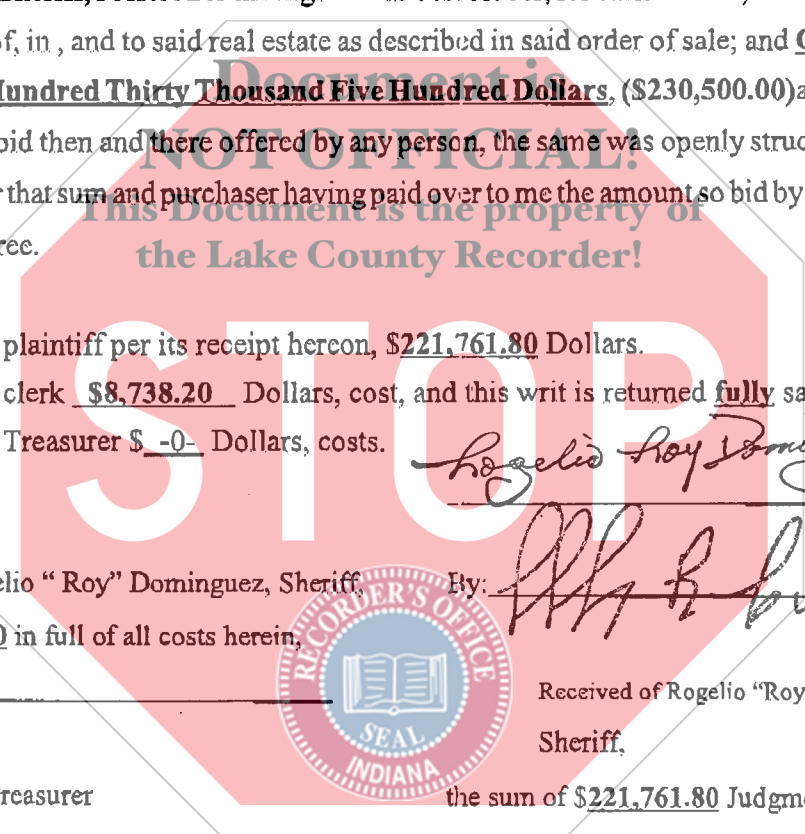 of, in , and to said real estate as described in said order of sale; and
Hundred Thirty Thousand Five Hundred Dollars, ($230,500.00)a
bid then and there offered by any person, the same was openly struc
that sum and purchaser having paid over to me the amount so bid by
ree.
Document is
NOT OFFICIAL!
This Document is the property of
the Lake County Recorder!
STOP
plaintiff per its receipt hereon, $221,761.80 Dollars.
clerk $8,738.20 Dollars, cost, and this writ is returned fully sa
Treasurer $ -0- Dollars, costs.
Rogelio Roy Dom
elio “ Roy” Dominguez, Sheriff,
By:
in full of all costs herein,
RECORDER'S OFFICE
SEAL
INDIANA
Received of Rogelio “Roy
Sheriff,
reasurer
the sum of $221,761.80 Judgme